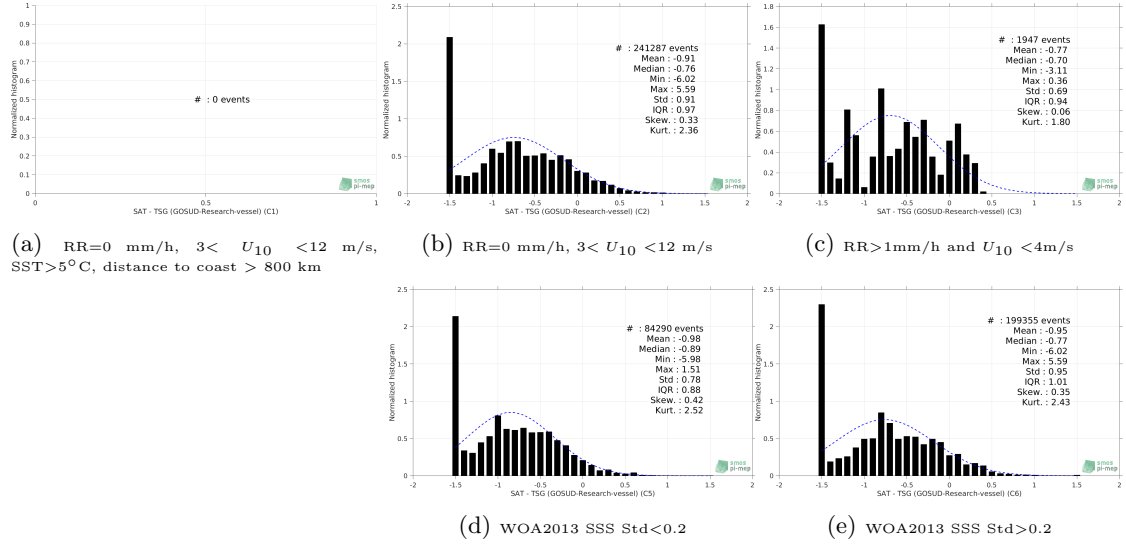 1
0.9
0.8
0.7
0.6
0.5
0.4
0.3
0.2
0.1
0
Normalized histogram
# : 0 events
smos
pi-mep
0 0.5 1
SAT - TSG (GOSUD-Research-vessel) (C1)
(a) RR=0 mm/h, 3< U10 <12 m/s,
SST>5°C, distance to coast > 800 km
2.5
2
1.5
1
0.5
0
Normalized histogram
# : 241287 events
Mean : -0.91
Median : -0.76
Min : -6.02
Max : 5.59
Std : 0.91
IQR : 0.97
Skew. : 0.33
Kurt. : 2.36
smos
pi-mep
-2 -1.5 -1 -0.5 0 0.5 1 1.5 2
SAT - TSG (GOSUD-Research-vessel) (C2)
(b) RR=0 mm/h, 3< U10 <12 m/s
1.8
1.6
1.4
1.2
1
0.8
0.6
0.4
0.2
0
Normalized histogram
# : 1947 events
Mean : -0.77
Median : -0.70
Min : -3.11
Max : 0.36
Std : 0.69
IQR : 0.94
Skew. : 0.06
Kurt. : 1.80
smos
pi-mep
-2 -1.5 -1 -0.5 0 0.5 1 1.5 2
SAT - TSG (GOSUD-Research-vessel) (C3)
(c) RR>1mm/h and U10 <4m/s
2.5
2
1.5
1
0.5
0
Normalized histogram
# : 84290 events
Mean : -0.98
Median : -0.89
Min : -5.98
Max : 1.51
Std : 0.78
IQR : 0.88
Skew. : 0.42
Kurt. : 2.52
smos
pi-mep
-2 -1.5 -1 -0.5 0 0.5 1 1.5 2
SAT - TSG (GOSUD-Research-vessel) (C5)
(d) WOA2013 SSS Std<0.2
2.5
2
1.5
1
0.5
0
Normalized histogram
# : 199355 events
Mean : -0.95
Median : -0.77
Min : -6.02
Max : 5.59
Std : 0.95
IQR : 1.01
Skew. : 0.35
Kurt. : 2.43
smos
pi-mep
-2 -1.5 -1 -0.5 0 0.5 1 1.5 2
SAT - TSG (GOSUD-Research-vessel) (C6)
(e) WOA2013 SSS Std>0.2